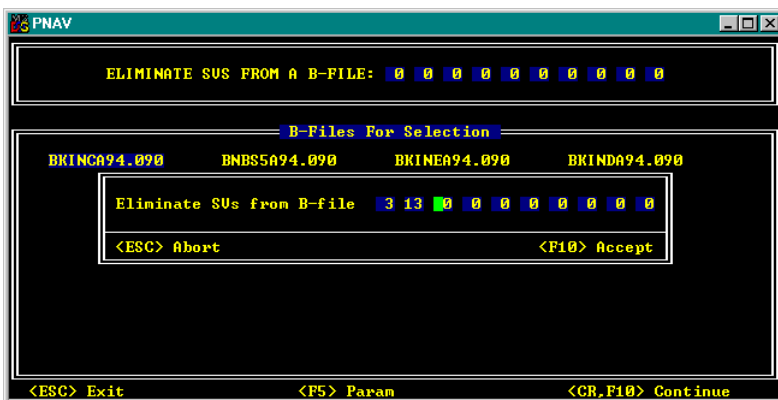 PNAV
ELIMINATE SVS FROM A B-FILE: 0 0 0 0 0 0 0 0 0 0
B-Files For Selection
BKINCA94.090 BNBS5A94.090 BKINEA94.090 BKINDA94.090
Eliminate SVs from B-file 3 13 0 0 0 0 0 0 0 0
<ESC> Abort <F10> Accept
<ESC> Exit <F5> Param <CR,F10> Continue